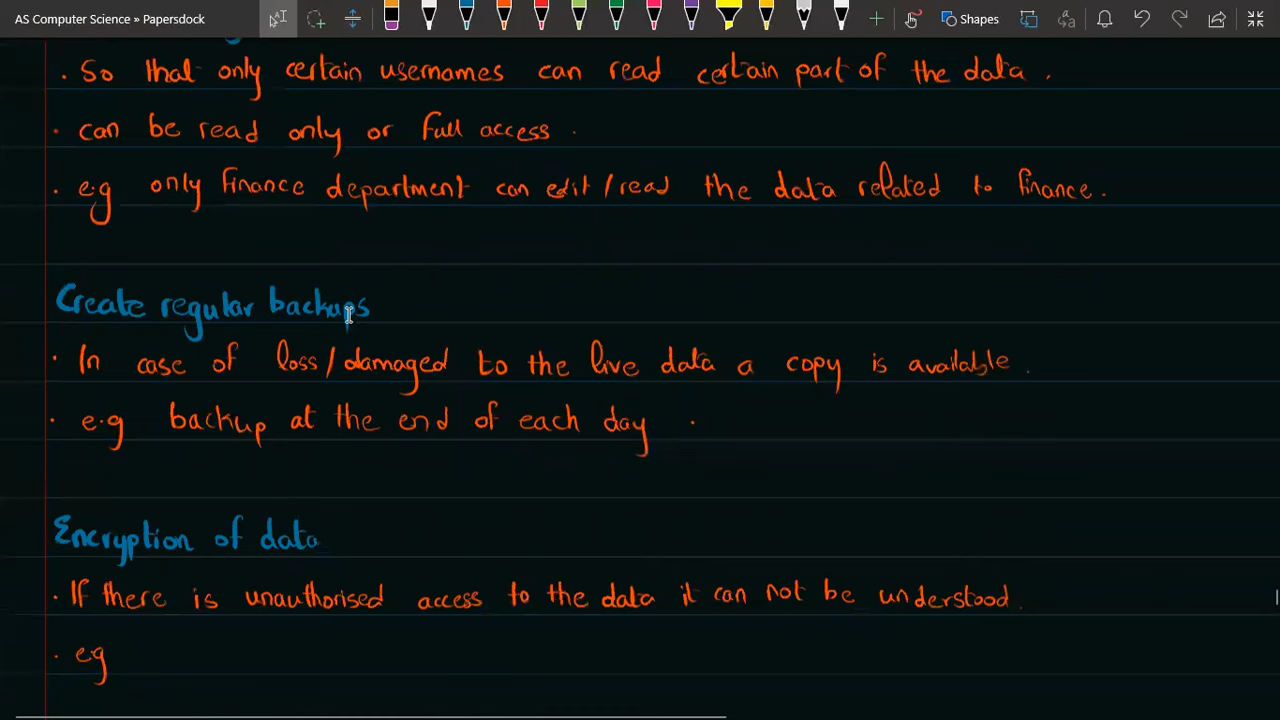 AS Computer Science » Papersdock
Shapes
. So that only certain usernames can read certain part of the data .
. can be read only or full access .
. e.g only finance department can edit/read the data related to finance .
Create regular backups
. In case of loss/damaged to the live data a copy is available .
. e.g backup at the end of each day .
Encryption of data
. If there is unauthorised access to the data it can not be understood .
. eg